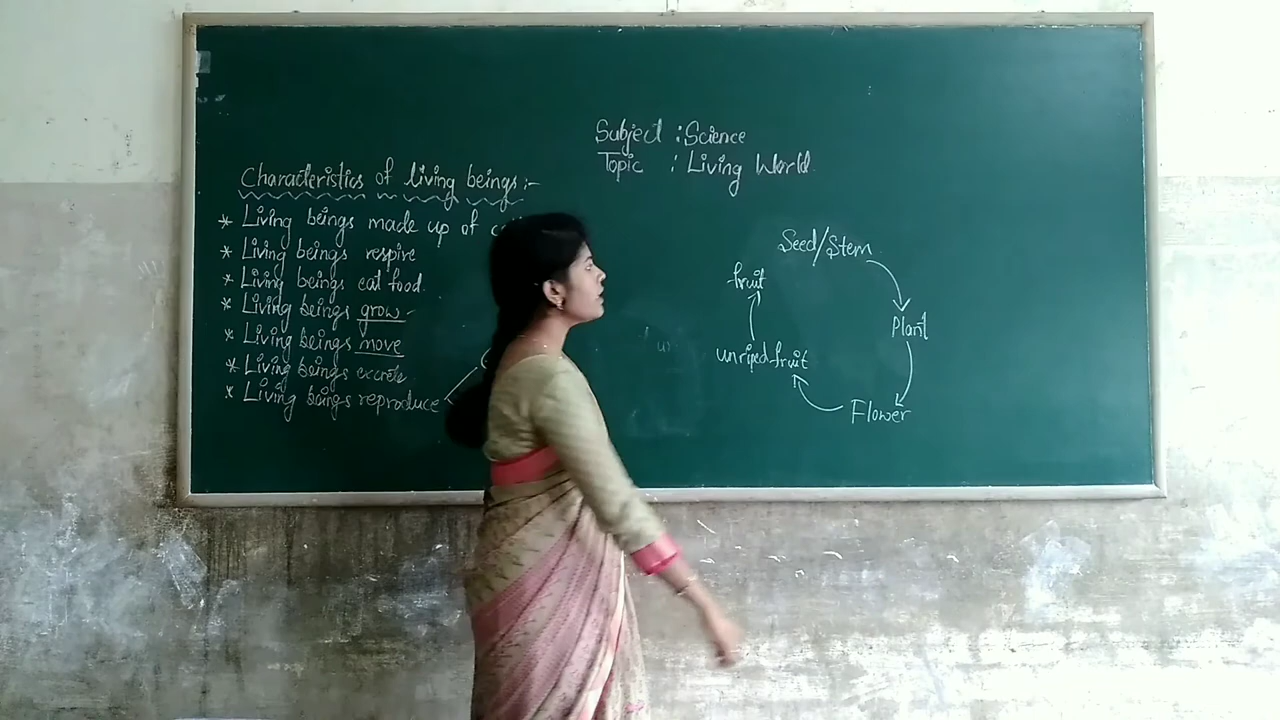 Subject : Science
Topic : Living World
Characteristics of living beings :-
* Living beings made up of
* Living beings respire
* Living beings eat food.
* Living beings grow -
* Living beings move
* Living beings excrete
* Living beings reproduce
Seed/Stem
Plant
Flower
unriped fruit
fruit